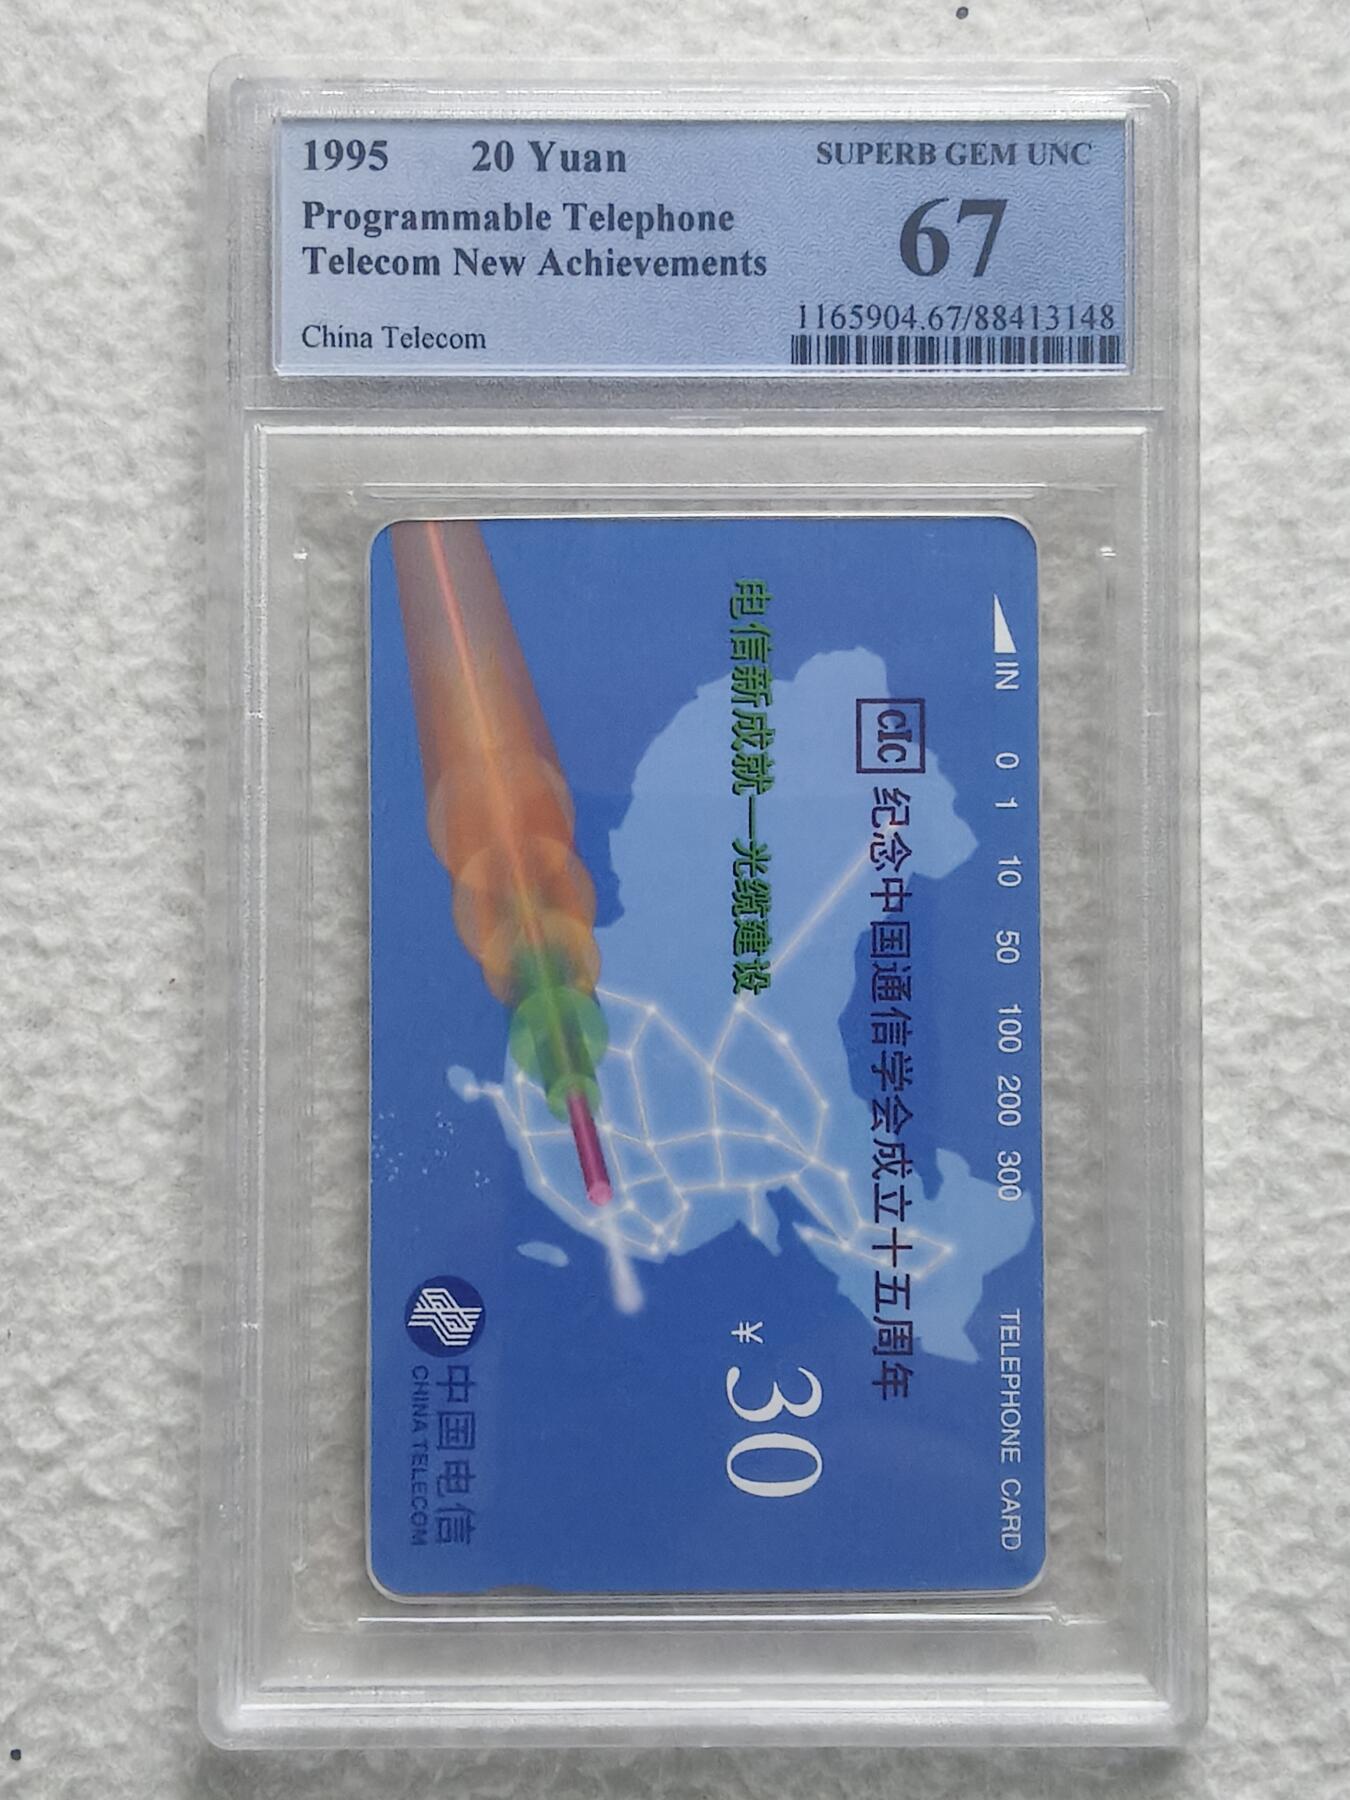 1995 20 Yuan
Programmable Telephone
Telecom New Achievements
China Telecom
SUPERB GEM UNC
67
1165904.67/88413148
IN 0 1 10 50 100 200 300 TELEPHONE CARD
CIC 纪念中国通信学会成立十五周年
电信新成就—光缆建设
¥30
中国电信
CHINA TELECOM